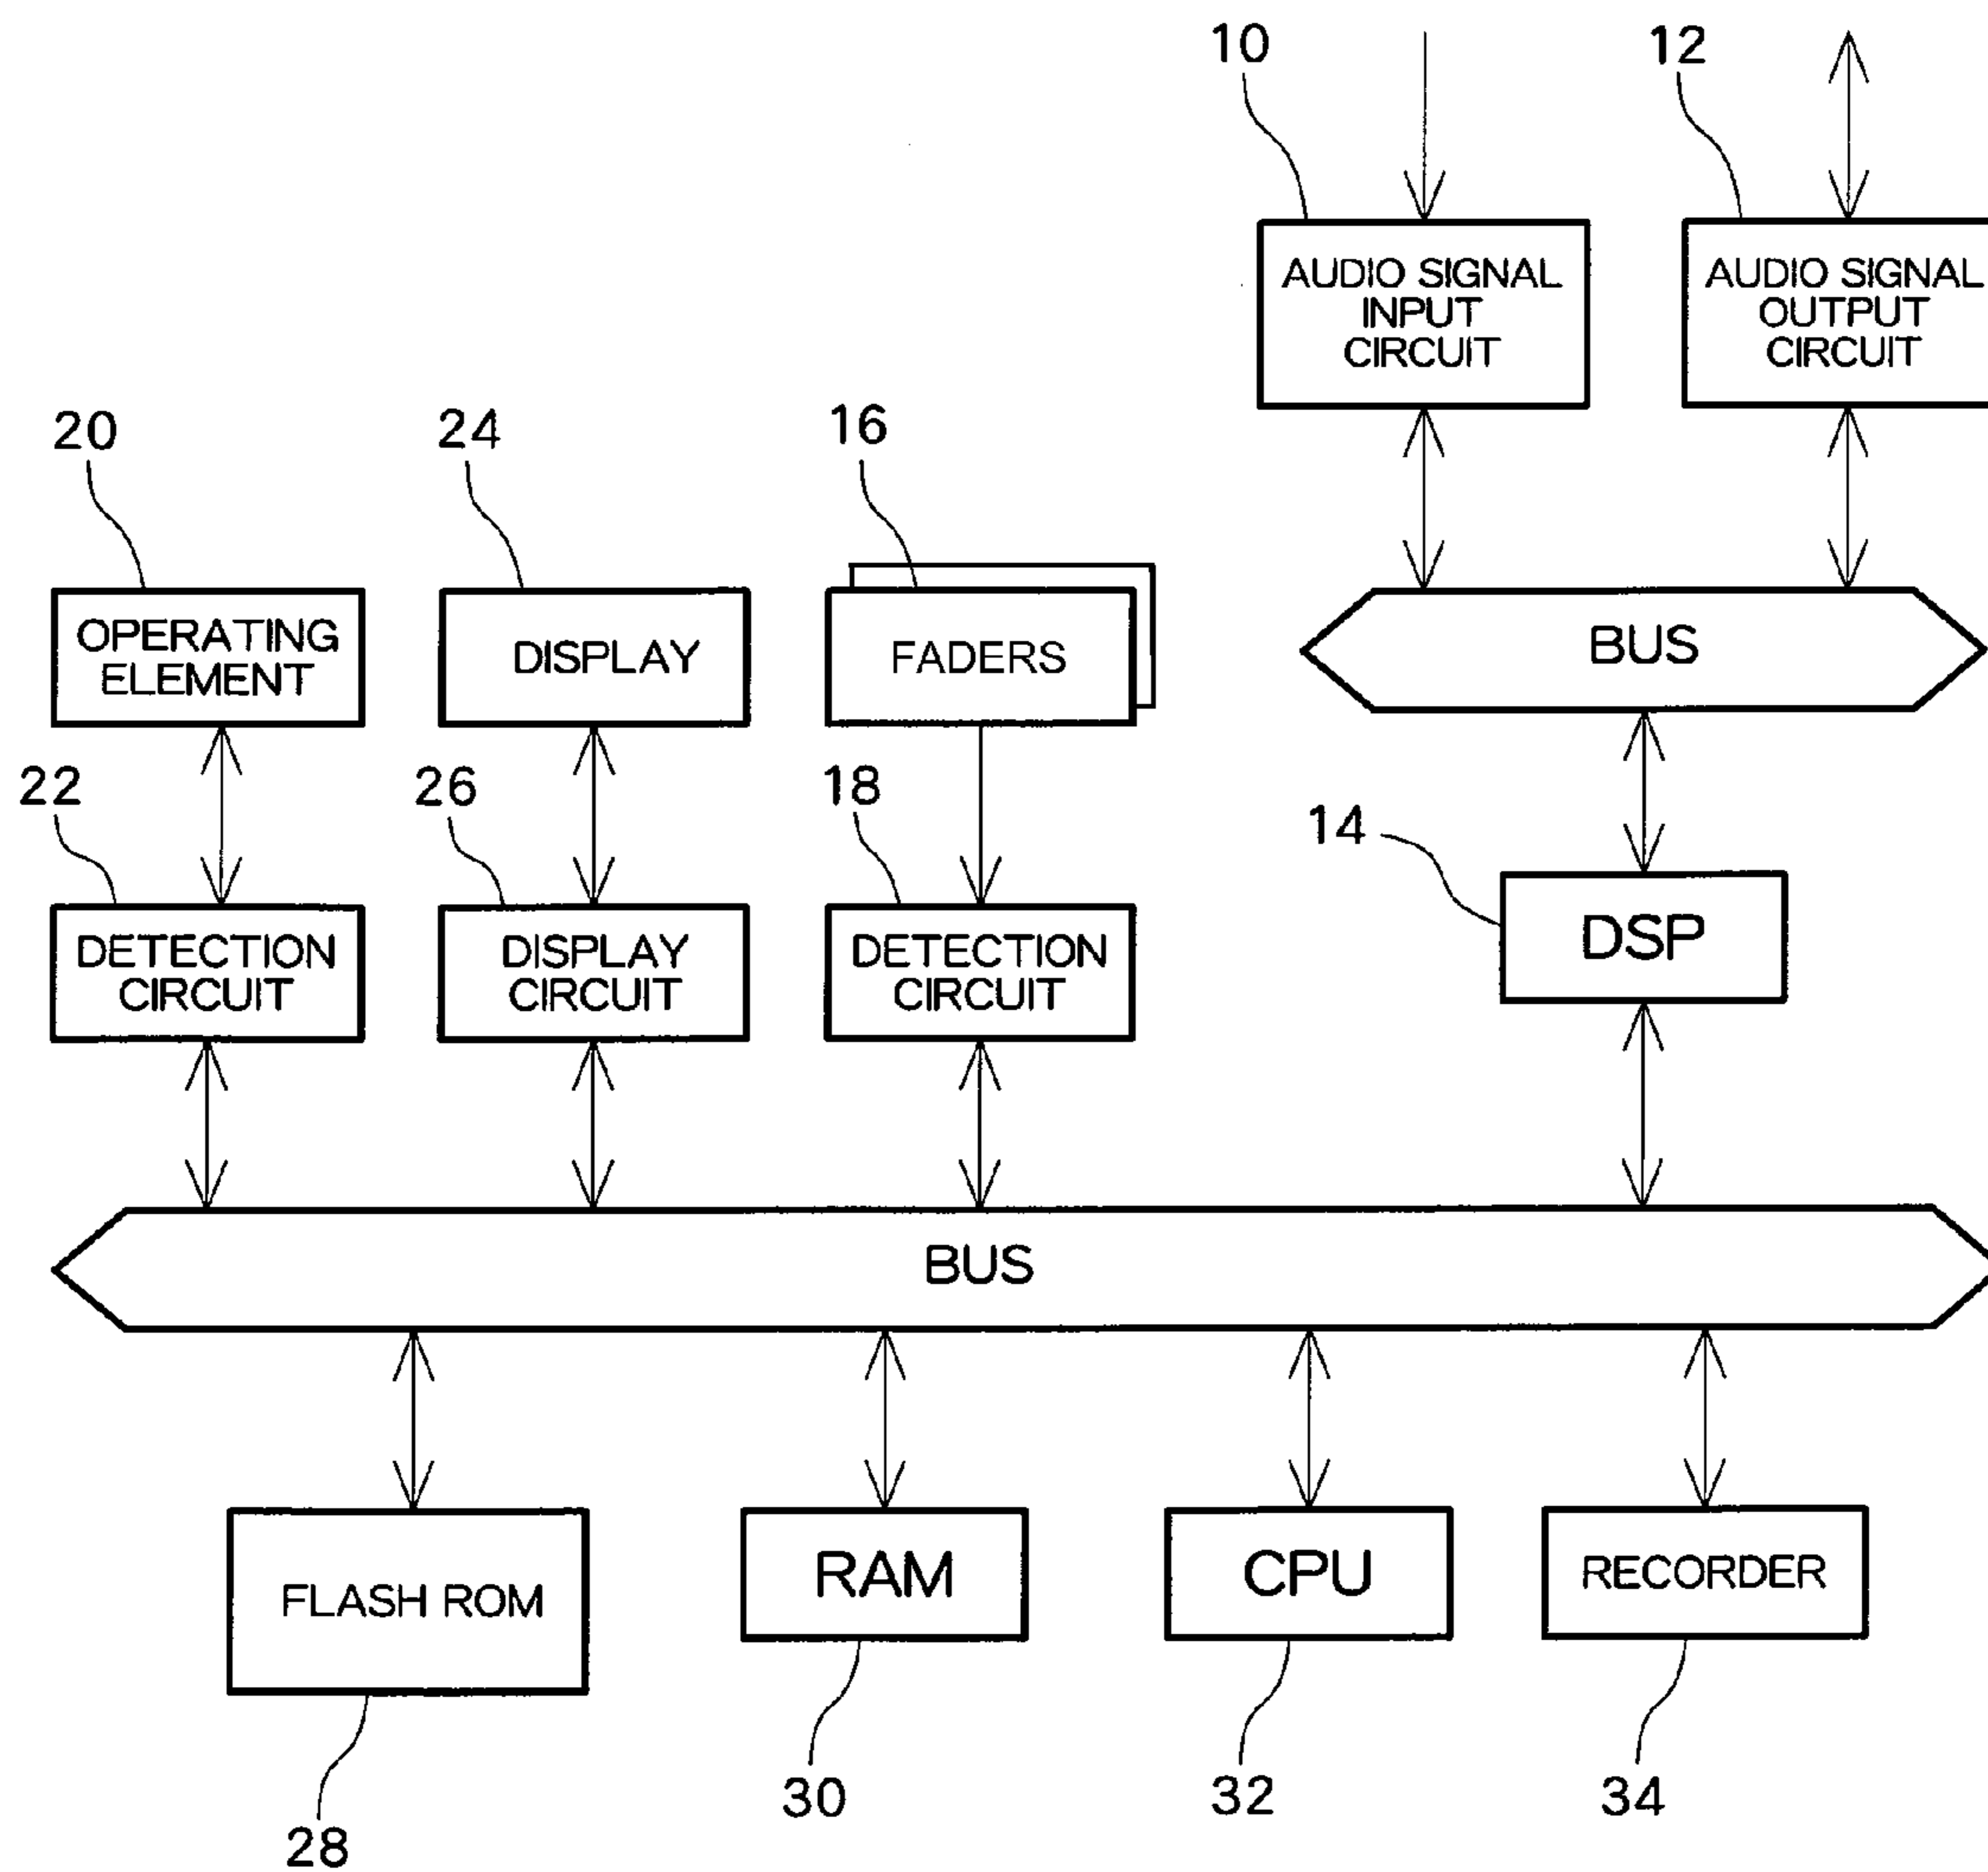 10
12
AUDIO SIGNAL
INPUT
CIRCUIT
AUDIO SIGNAL
OUTPUT
CIRCUIT
20
24
16
OPERATING
ELEMENT
DISPLAY
FADERS
BUS
22
26
18
14
DETECTION
CIRCUIT
DISPLAY
CIRCUIT
DETECTION
CIRCUIT
DSP
BUS
FLASH ROM
RAM
CPU
RECORDER
28
30
32
34